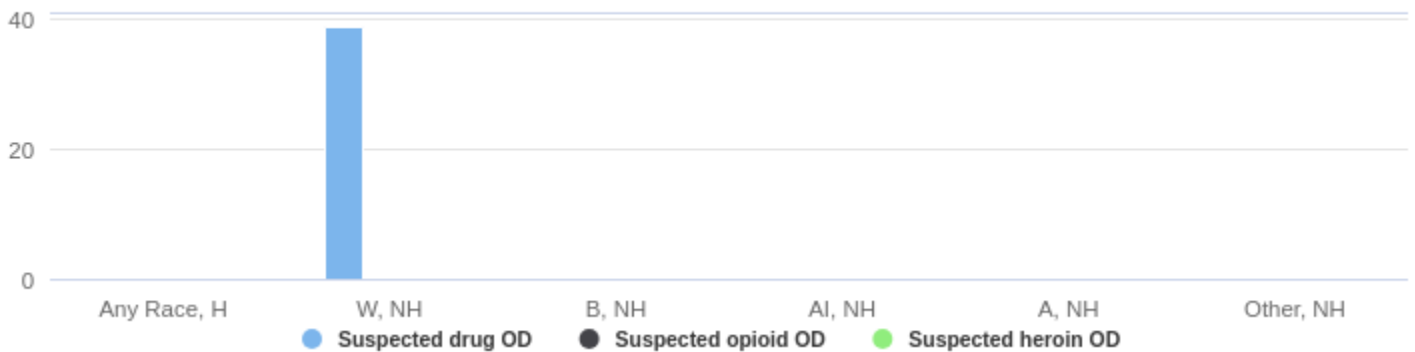 40
20
0
Any Race, H W, NH B, NH AI, NH A, NH Other, NH
Suspected drug OD Suspected opioid OD Suspected heroin OD